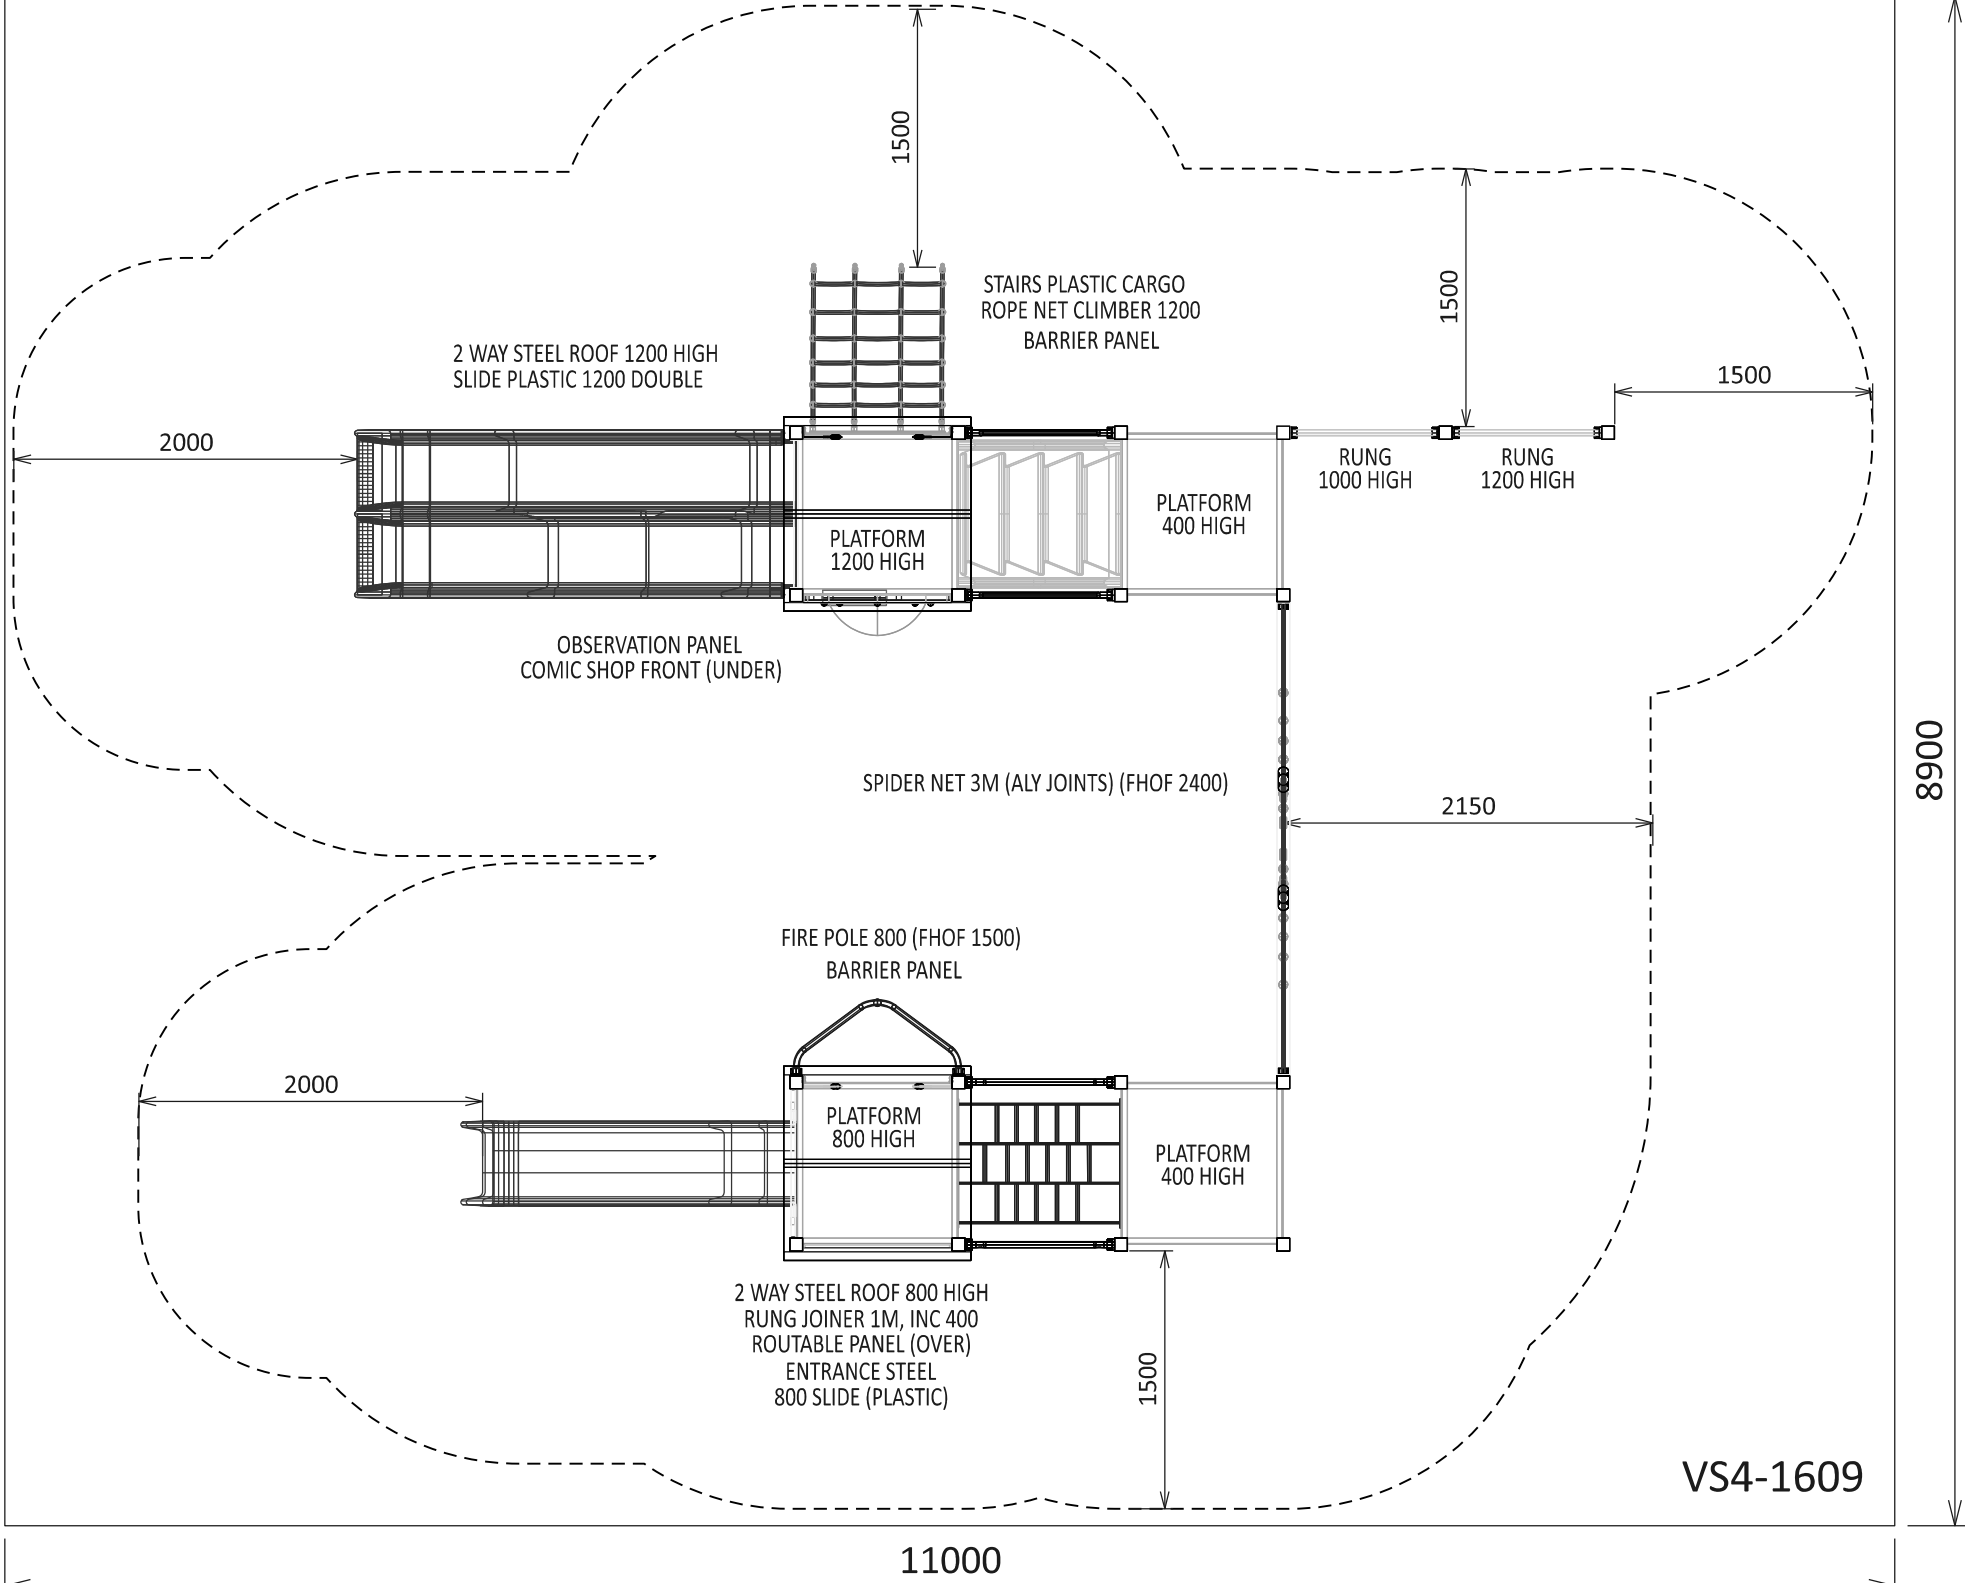 1500
STAIRS PLASTIC CARGO
ROPE NET CLIMBER 1200
BARRIER PANEL
1500
2 WAY STEEL ROOF 1200 HIGH
SLIDE PLASTIC 1200 DOUBLE
1500
2000
RUNG
1000 HIGH
RUNG
1200 HIGH
PLATFORM
400 HIGH
PLATFORM
1200 HIGH
OBSERVATION PANEL
COMIC SHOP FRONT (UNDER)
8900
SPIDER NET 3M (ALY JOINTS) (FHOF 2400)
2150
FIRE POLE 800 (FHOF 1500)
BARRIER PANEL
2000
PLATFORM
800 HIGH
PLATFORM
400 HIGH
2 WAY STEEL ROOF 800 HIGH
RUNG JOINER 1M, INC 400
ROUTABLE PANEL (OVER)
ENTRANCE STEEL
800 SLIDE (PLASTIC)
1500
VS4-1609
11000